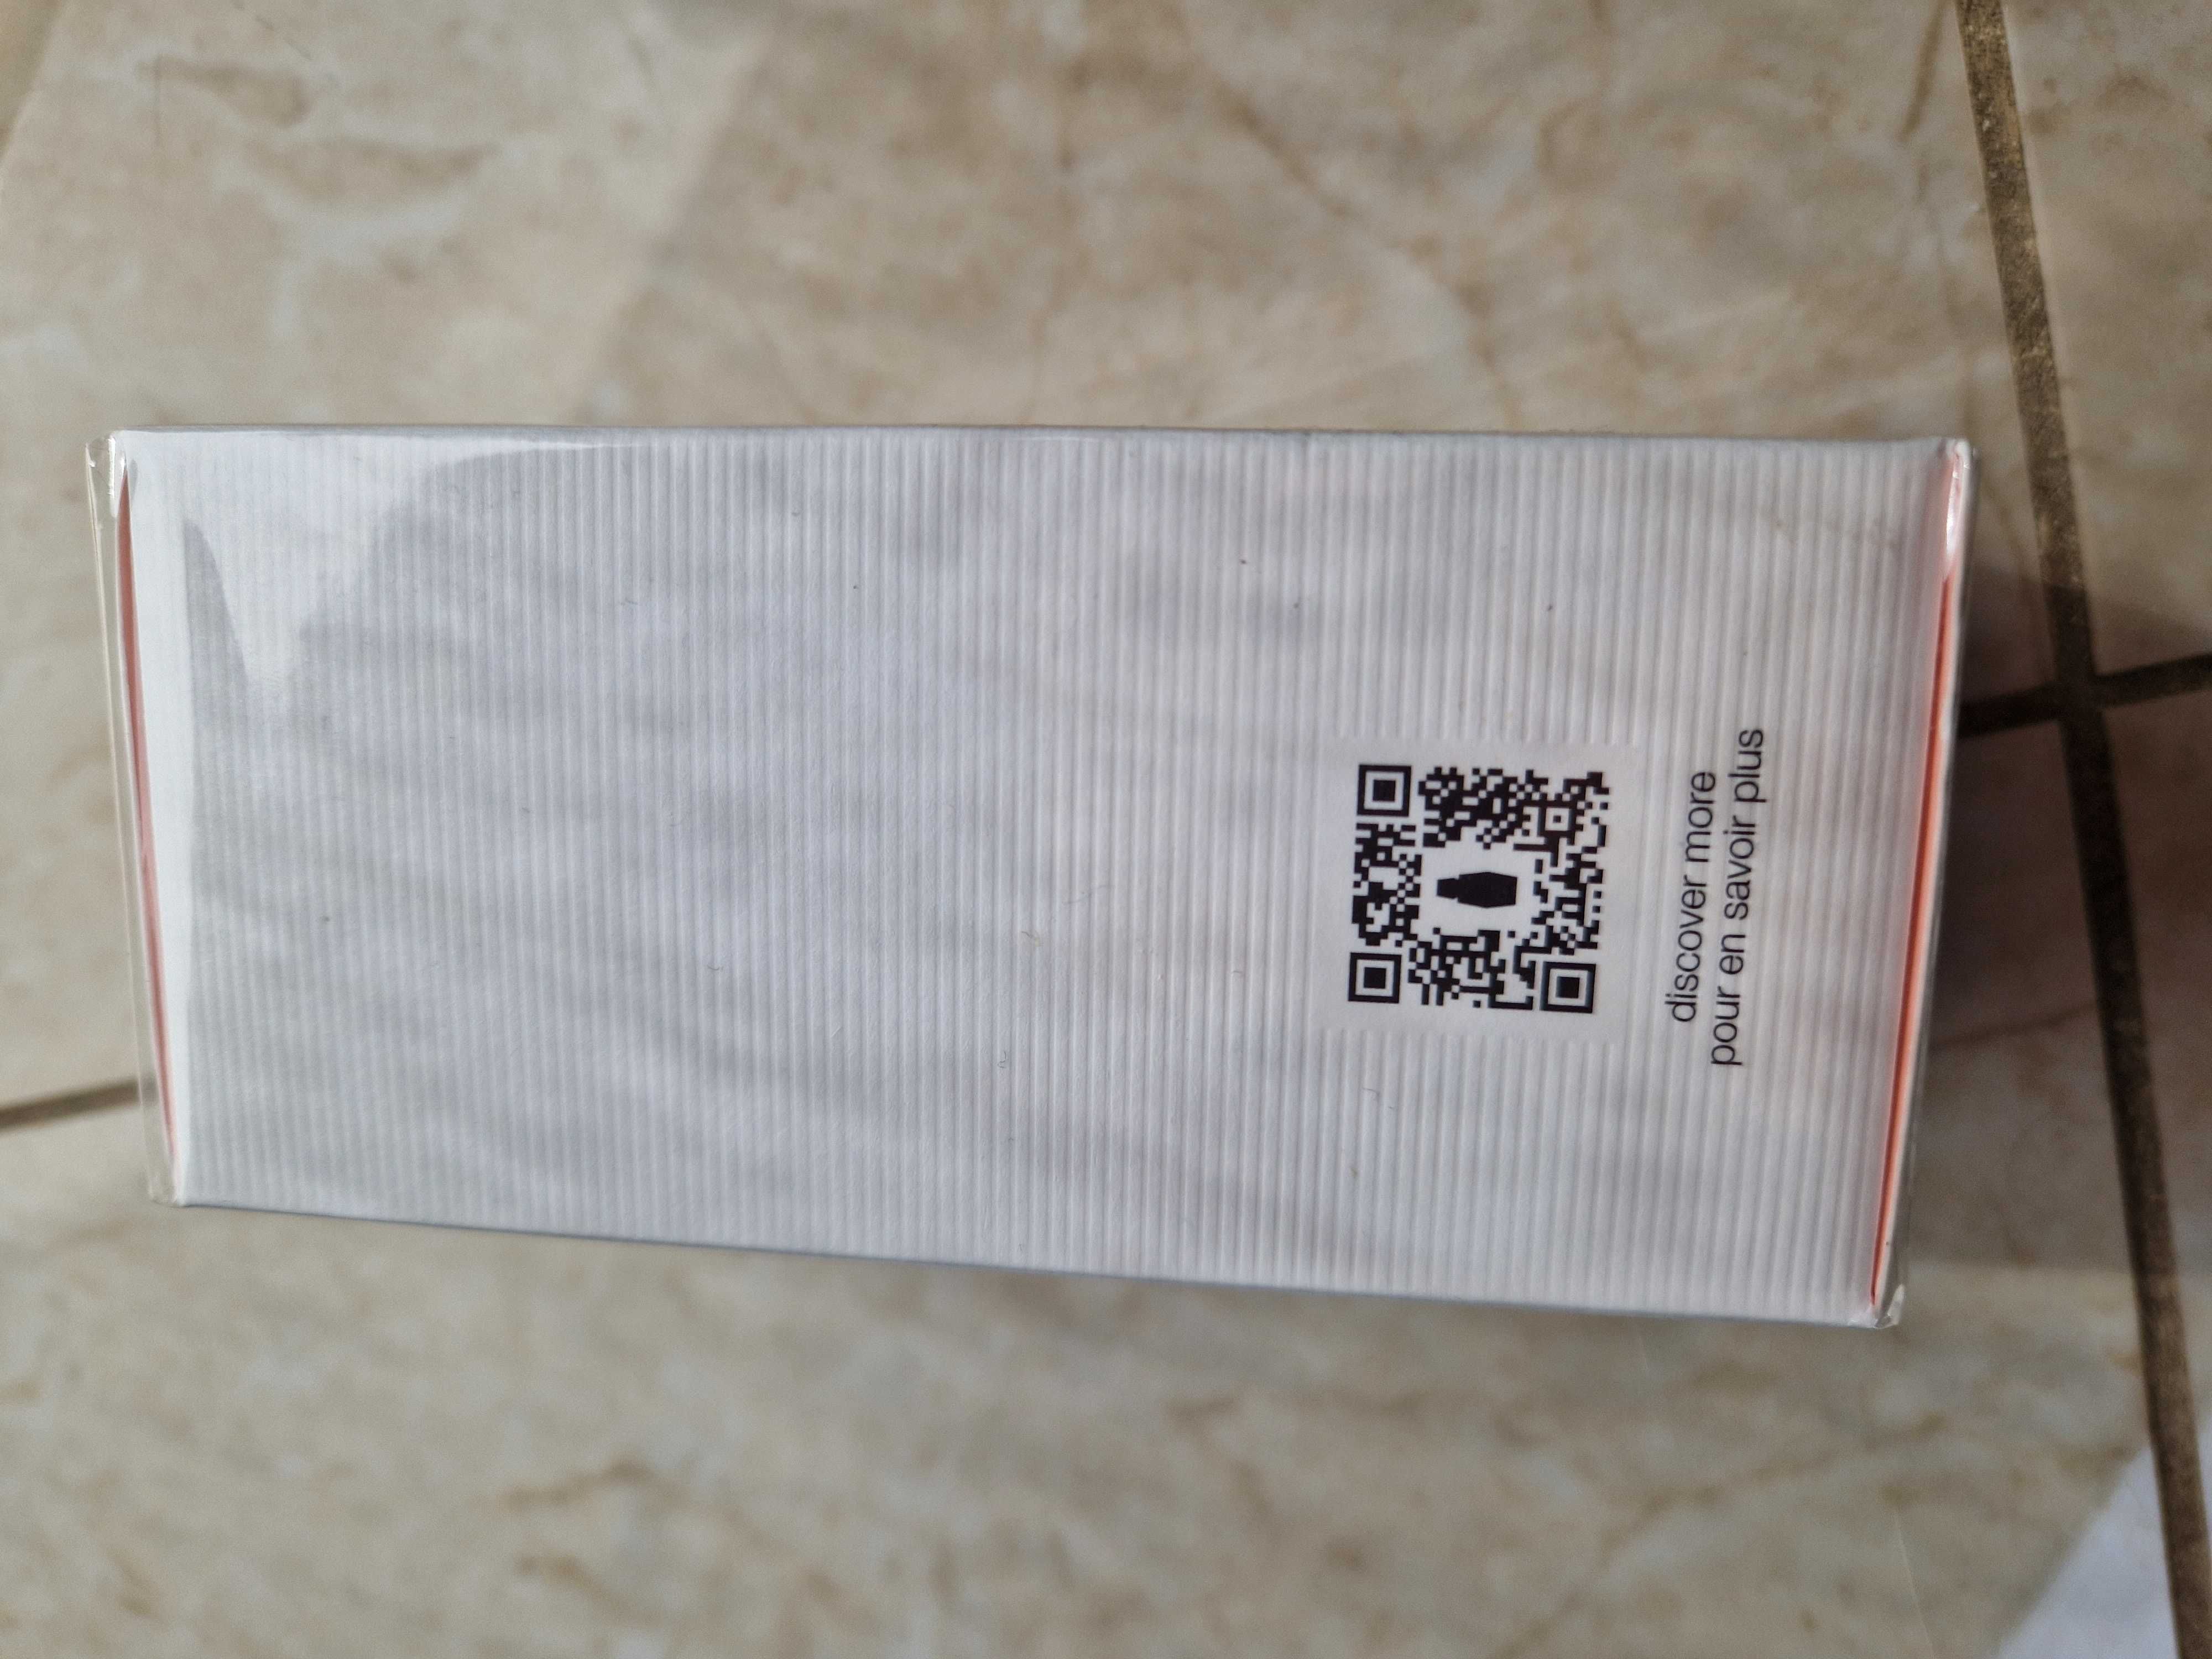 discover more
pour en savoir plus